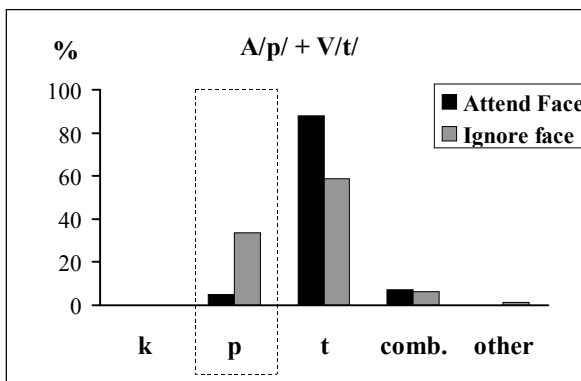 % A/p/ + V/t/
100
80
60
40
20
0
Attend Face
Ignore face
k p t comb. other